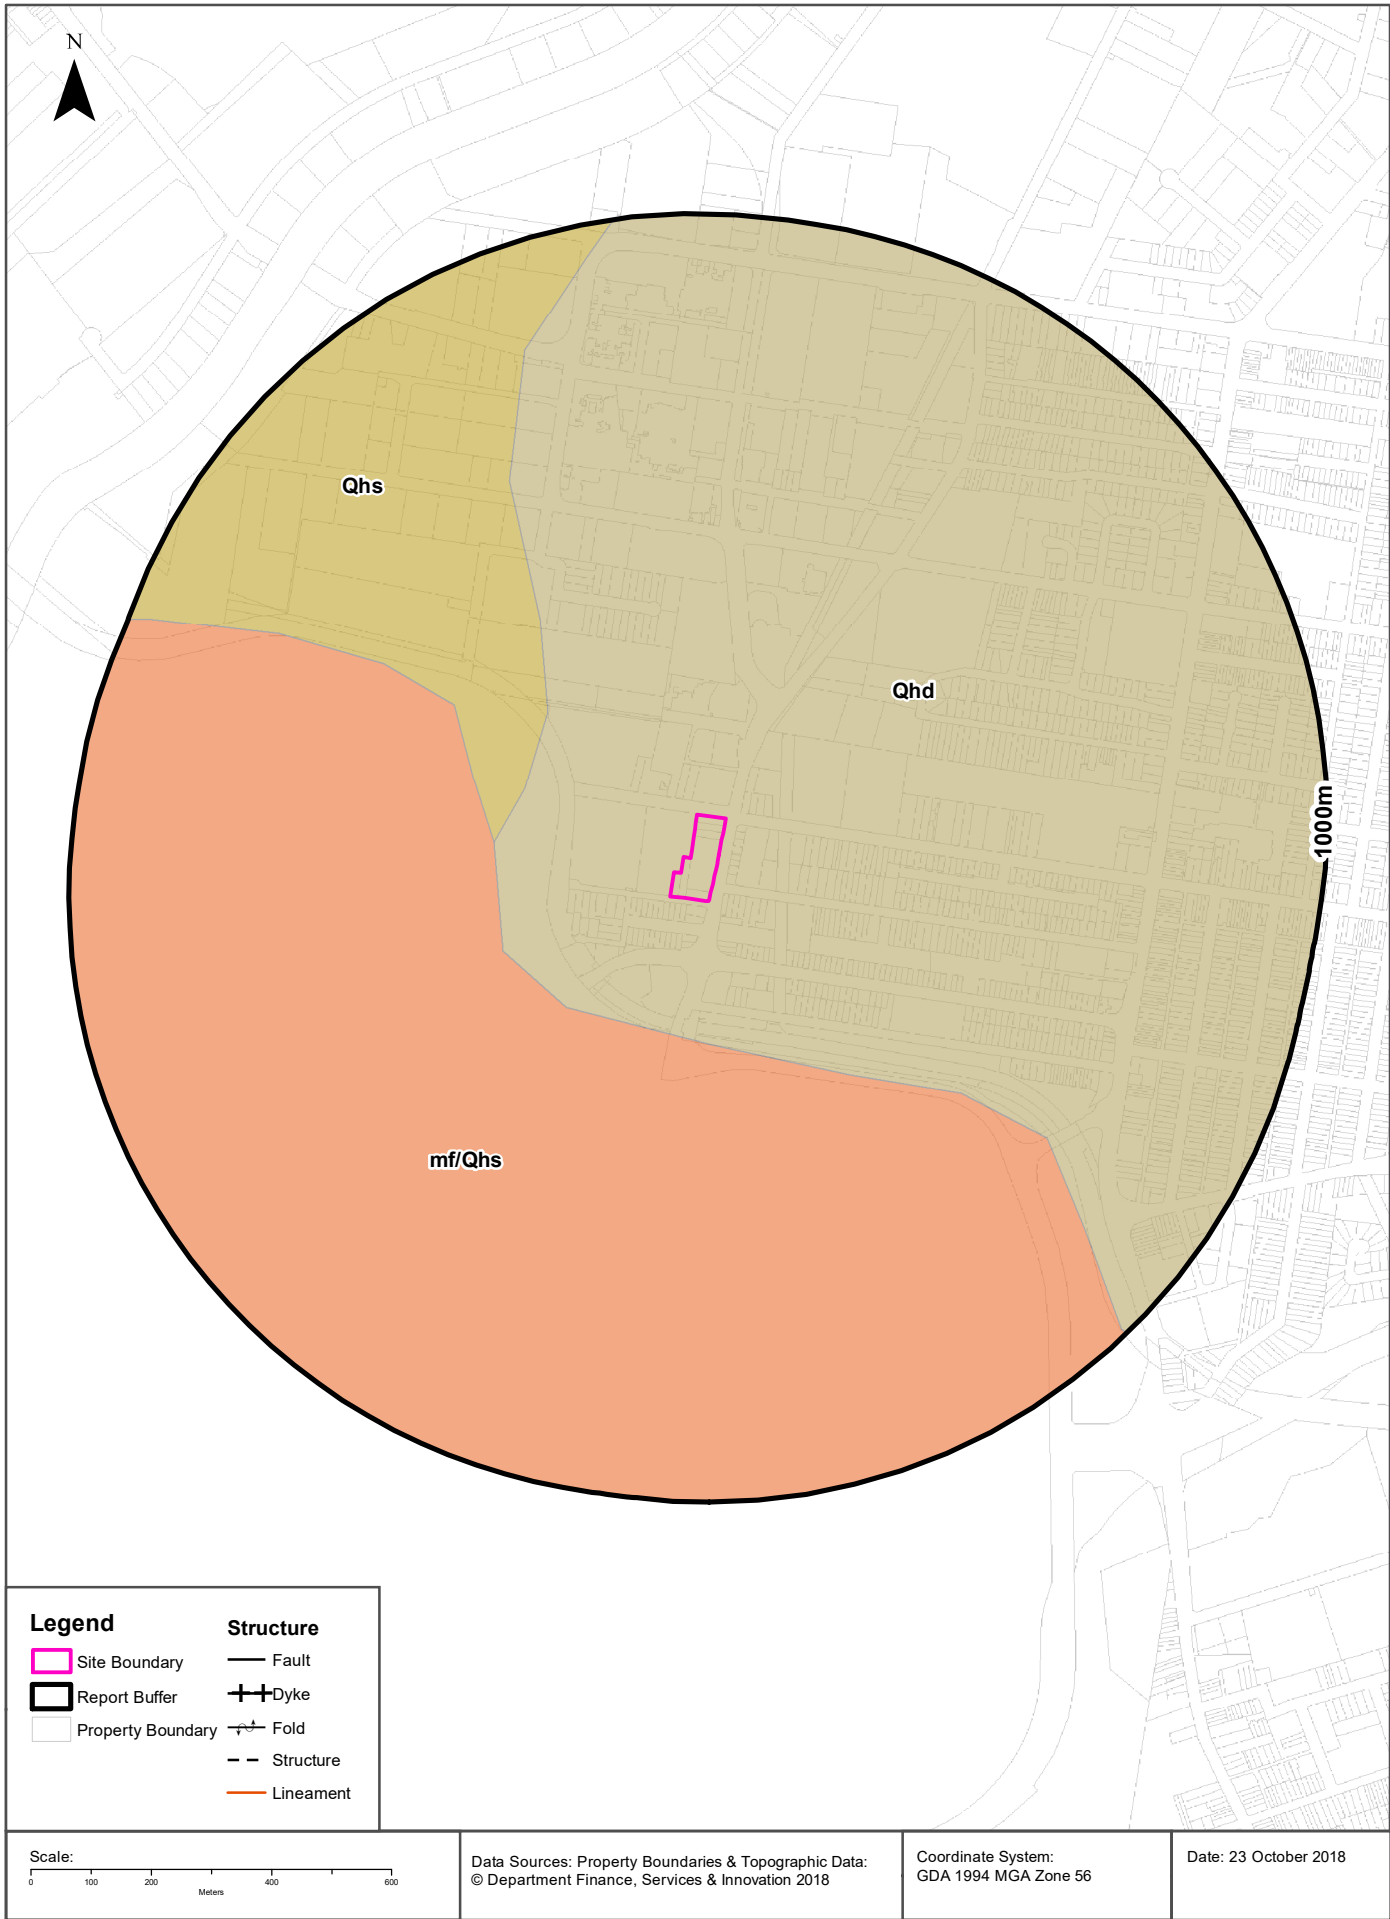 N
Qhs
Qhd
1000m
mf/Qhs
Legend
Site Boundary
Report Buffer
Property Boundary
Structure
Fault
Dyke
Fold
Structure
Lineament
Scale:
0 100 200 400 600
Meters
Data Sources: Property Boundaries & Topographic Data:
© Department Finance, Services & Innovation 2018
Coordinate System:
GDA 1994 MGA Zone 56
Date: 23 October 2018